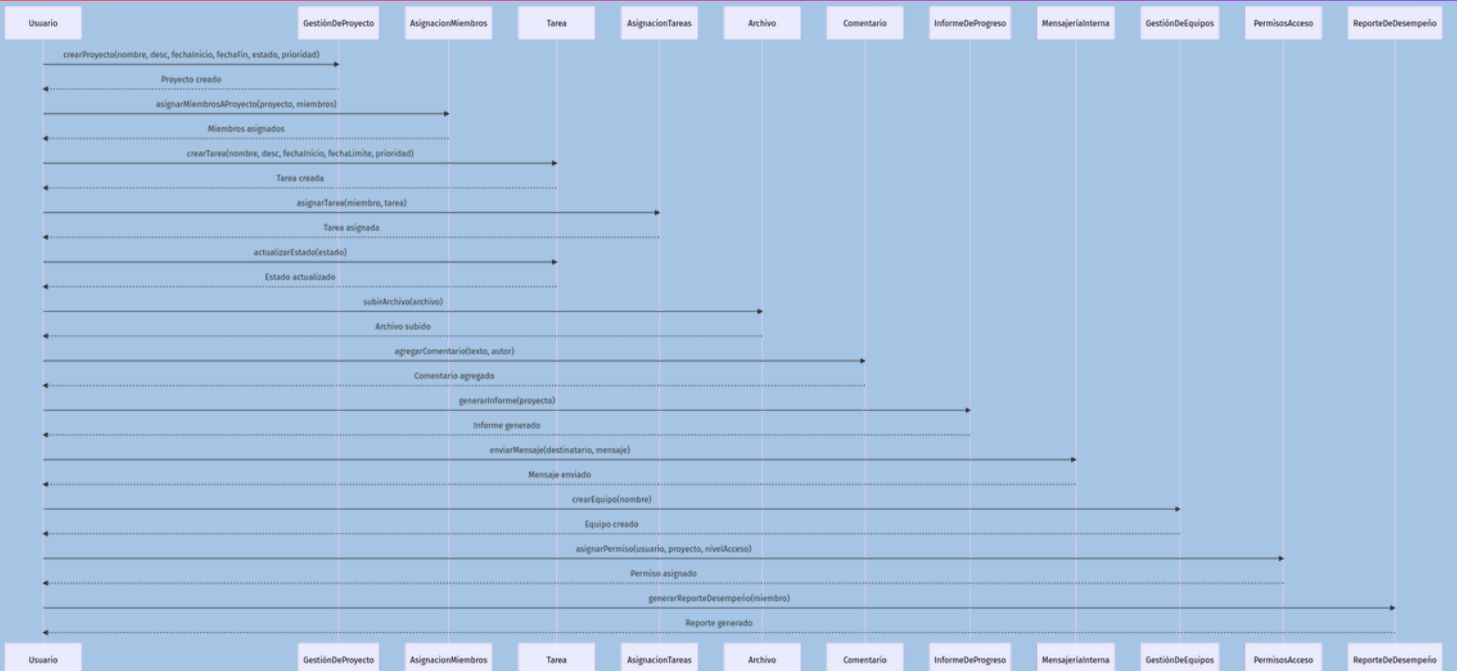 Usuario
GestiónDeProyecto
AsignacionMiembros
Tarea
AsignacionTareas
Archivo
Comentario
InformeDeProgreso
MensajeríaInterna
GestiónDeEquipos
PermisosAcceso
ReporteDeDesempeño
crearProyecto(nombre, desc, fechaInicio, fechaFin, estado, prioridad)
Proyecto creado
asignarMiembrosAProyecto(proyecto, miembros)
Miembros asignados
crearTarea(nombre, desc, fechaInicio, fechaLimite, prioridad)
Tarea creada
asignarTarea(miembro, tarea)
Tarea asignada
actualizarEstado(estado)
Estado actualizado
subirArchivo(archivo)
Archivo subido
agregarComentario(texto, autor)
Comentario agregado
generarInforme(proyecto)
Informe generado
enviarMensaje(destinatario, mensaje)
Mensaje enviado
crearEquipo(nombre)
Equipo creado
asignarPermiso(usuario, proyecto, nivelAcceso)
Permiso asignado
generarReporteDesempeño(miembro)
Reporte generado
Usuario
GestiónDeProyecto
AsignacionMiembros
Tarea
AsignacionTareas
Archivo
Comentario
InformeDeProgreso
MensajeríaInterna
GestiónDeEquipos
PermisosAcceso
ReporteDeDesempeño